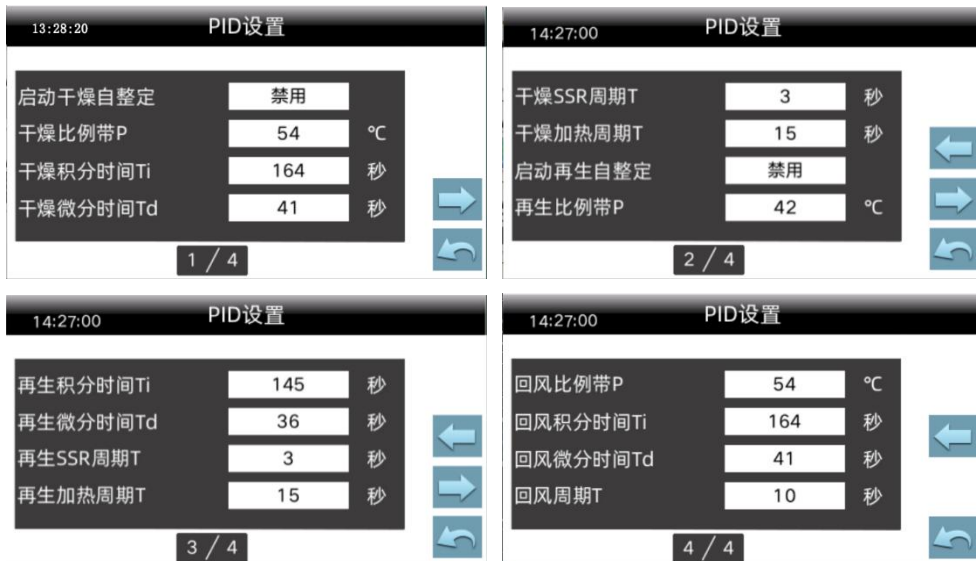 13:28:20 PID设置
启动干燥自整定 禁用
干燥比例带P 54 ℃
干燥积分时间Ti 164 秒
干燥微分时间Td 41 秒
1 / 4
14:27:00 PID设置
干燥SSR周期T 3 秒
干燥加热周期T 15 秒
启动再生自整定 禁用
再生比例带P 42 ℃
2 / 4
14:27:00 PID设置
再生积分时间Ti 145 秒
再生微分时间Td 36 秒
再生SSR周期T 3 秒
再生加热周期T 15 秒
3 / 4
14:27:00 PID设置
回风比例带P 54 ℃
回风积分时间Ti 164 秒
回风微分时间Td 41 秒
回风周期T 10 秒
4 / 4